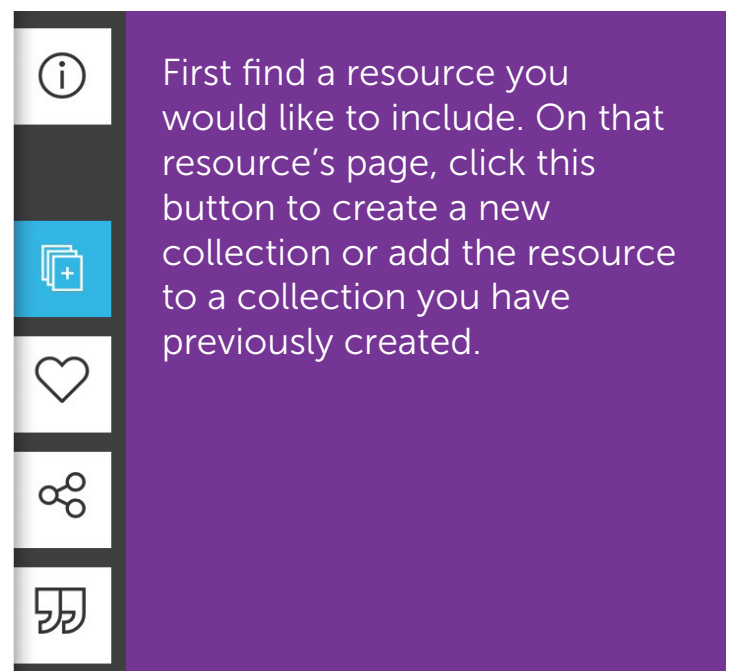 First find a resource you
would like to include. On that
resource’s page, click this
button to create a new
collection or add the resource
to a collection you have
previously created.